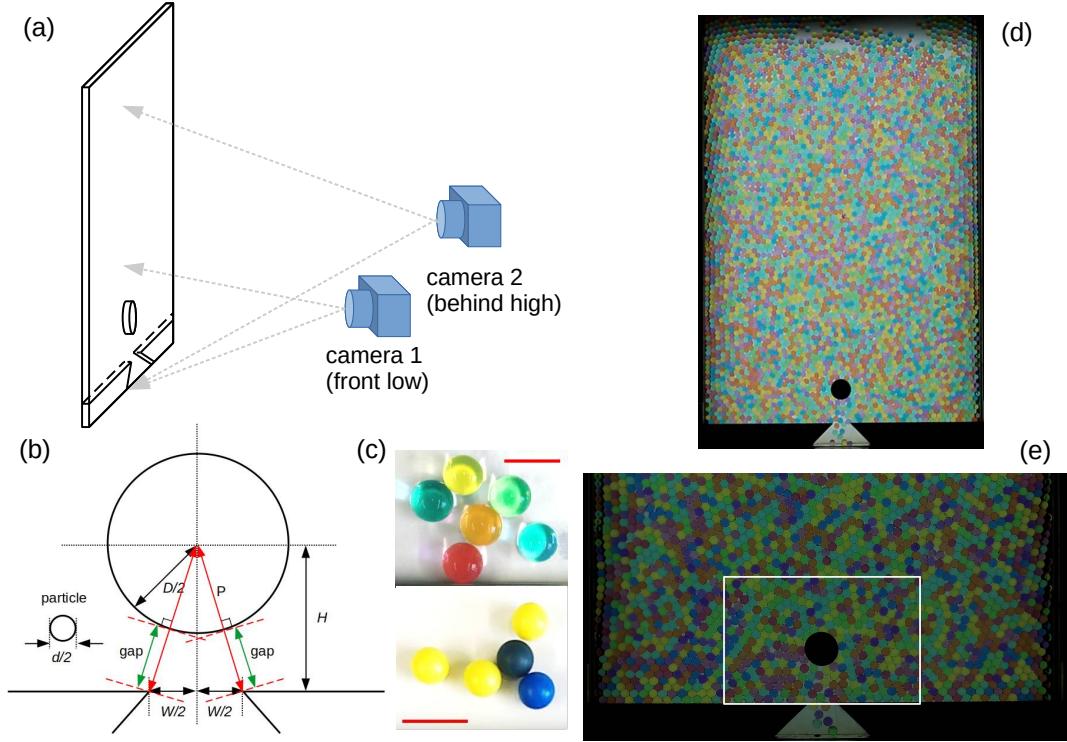 (a)
camera 2
(behind high)
camera 1
(front low)
(d)
(b)
D/2
P
H
particle
d/2
gap
gap
W/2
W/2
(c)
(e)